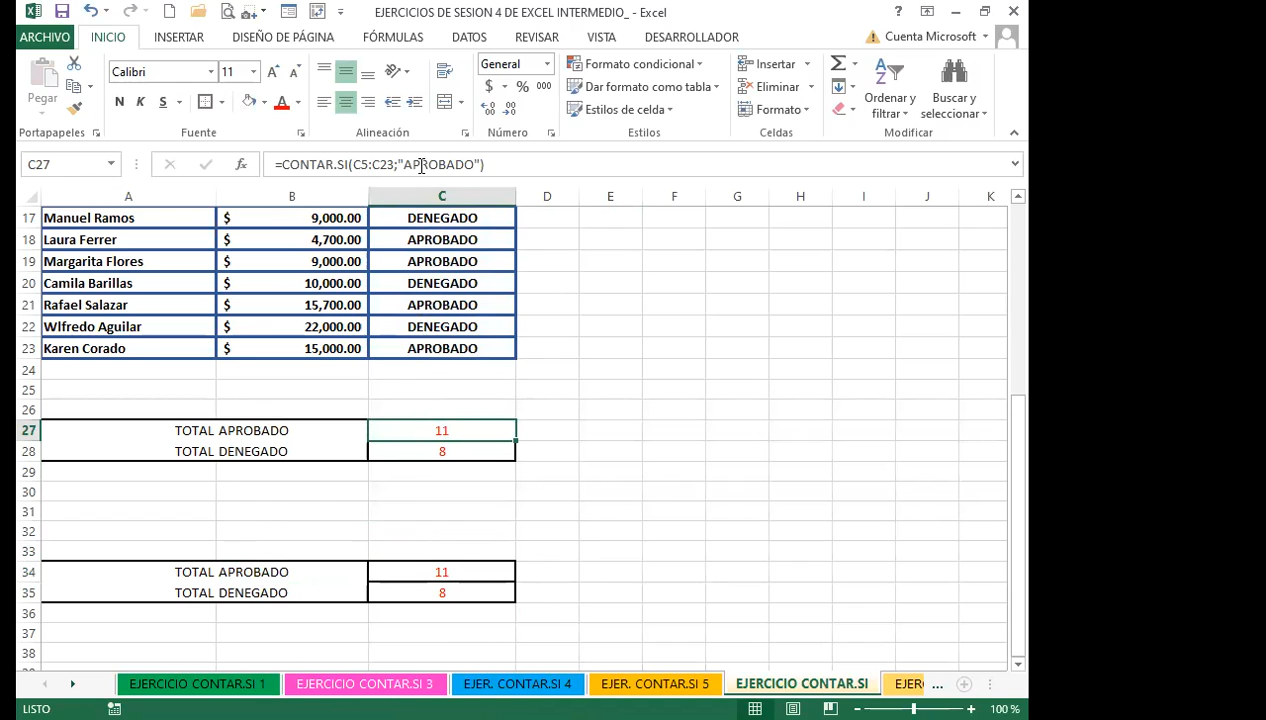 EJERCICIOS DE SESION 4 DE EXCEL INTERMEDIO_ - Excel
ARCHIVO INICIO INSERTAR DISEÑO DE PÁGINA FÓRMULAS DATOS REVISAR VISTA DESARROLLADOR Cuenta Microsoft
Pegar Calibri 11 General Formato condicional Insertar
N K S $ % 000 Dar formato como tabla Eliminar Ordenar y Buscar y
Estilos de celda Formato filtrar seleccionar
Portapapeles Fuente Alineación Número Estilos Celdas Modificar
C27 fx =CONTAR.SI(C5:C23;"APROBADO")
A B C D E F G H I J K
17 Manuel Ramos $ 9,000.00 DENEGADO
18 Laura Ferrer $ 4,700.00 APROBADO
19 Margarita Flores $ 9,000.00 APROBADO
20 Camila Barillas $ 10,000.00 DENEGADO
21 Rafael Salazar $ 15,700.00 APROBADO
22 Wlfredo Aguilar $ 22,000.00 DENEGADO
23 Karen Corado $ 15,000.00 APROBADO
24
25
26
27 TOTAL APROBADO 11
28 TOTAL DENEGADO 8
29
30
31
32
33
34 TOTAL APROBADO 11
35 TOTAL DENEGADO 8
36
37
38
EJERCICIO CONTAR.SI 1 EJERCICIO CONTAR.SI 3 EJER. CONTAR.SI 4 EJER. CONTAR.SI 5 EJERCICIO CONTAR.SI EJER ...
LISTO 100 %